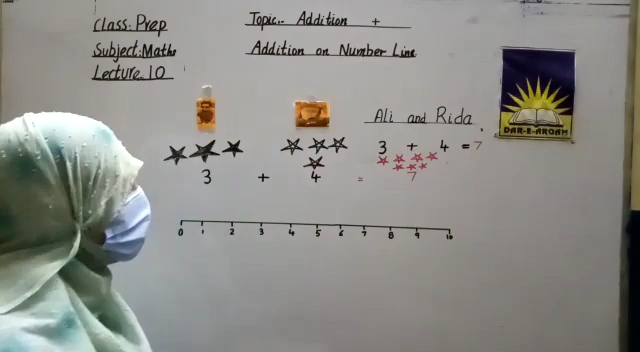 Class: Prep
Topic:- Addition +
Subject: Maths
Addition on Number Line
Lecture. 10
Ali and Rida
3 + 4 = 7
3 + 4 = 7
0 1 2 3 4 5 6 7 8 9 10
DAR-E-ARQAM